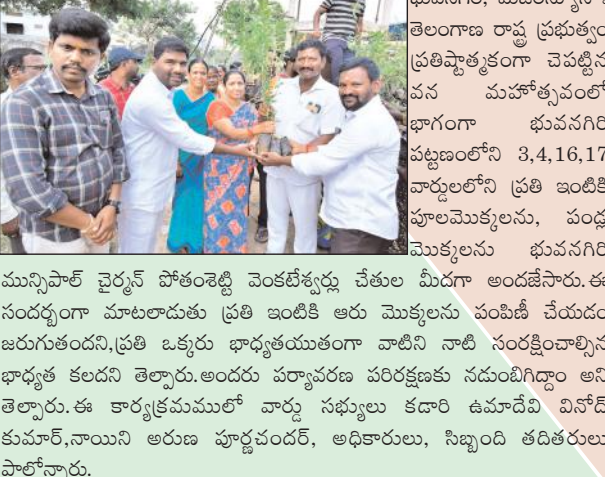 తెలంగాణ రాష్ట్ర ప్రభుత్వం
ప్రతిష్టాత్మకంగా చెపట్టిన
వన మహోత్సవంలో
భాగంగా భువనగిరి
పట్టణంలోని 3,4,16,17
వార్డులలోని ప్రతి ఇంటికి
పూలమొక్కలను, పండ్ల
మొక్కలను భువనగిరి
మున్సిపాల్ చైర్మన్ పోతంశెట్టి వెంకటేశ్వర్లు చేతుల మీదగా అందజేసారు.ఈ
సందర్భంగా మాటలాడుతు ప్రతి ఇంటికి ఆరు మొక్కలను పంపిణీ చేయడం
జరుగుతందని,ప్రతి ఒక్కరు భాధ్యతయుతంగా వాటిని నాటి సంరక్షించాల్సిన
భాధ్యత కలదని తెల్పారు.అందరు పర్యావరణ పరిరక్షణకు నడుంబిగిద్దాం అని
తెల్పారు.ఈ కార్యక్రమములో వార్డు సభ్యులు కడారి ఉమాదేవి వినోద్
కుమార్,నాయిని అరుణ పూర్ణచందర్, అధికారులు, సిబ్బంది తదితరులు
పాల్గోన్నారు.